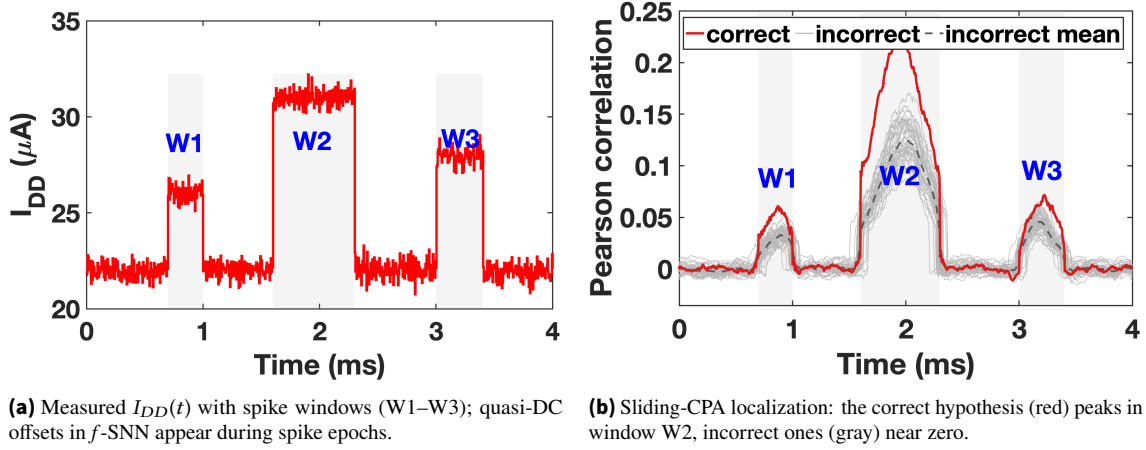 35
30
25
20
I_DD (μA)
W1
W2
W3
0
1
2
3
4
Time (ms)
0.25
0.2
0.15
0.1
0.05
0
Pearson correlation
correct
incorrect
incorrect mean
W1
W2
W3
0
1
2
3
4
Time (ms)
(a) Measured I_DD(t) with spike windows (W1–W3); quasi-DC
offsets in f-SNN appear during spike epochs.
(b) Sliding-CPA localization: the correct hypothesis (red) peaks in
window W2, incorrect ones (gray) near zero.